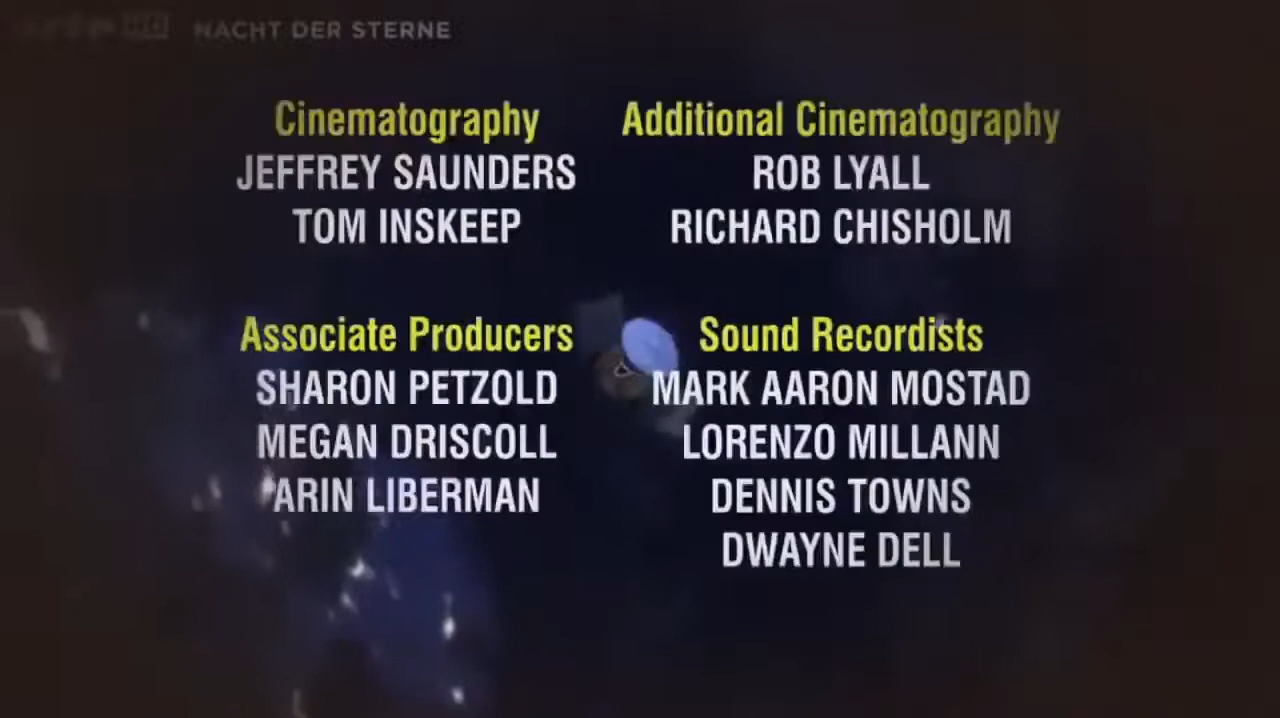 NACHT DER STERNE
Cinematography
JEFFREY SAUNDERS
TOM INSKEEP
Additional Cinematography
ROB LYALL
RICHARD CHISHOLM
Associate Producers
SHARON PETZOLD
MEGAN DRISCOLL
ARIN LIBERMAN
Sound Recordists
MARK AARON MOSTAD
LORENZO MILLANN
DENNIS TOWNS
DWAYNE DELL